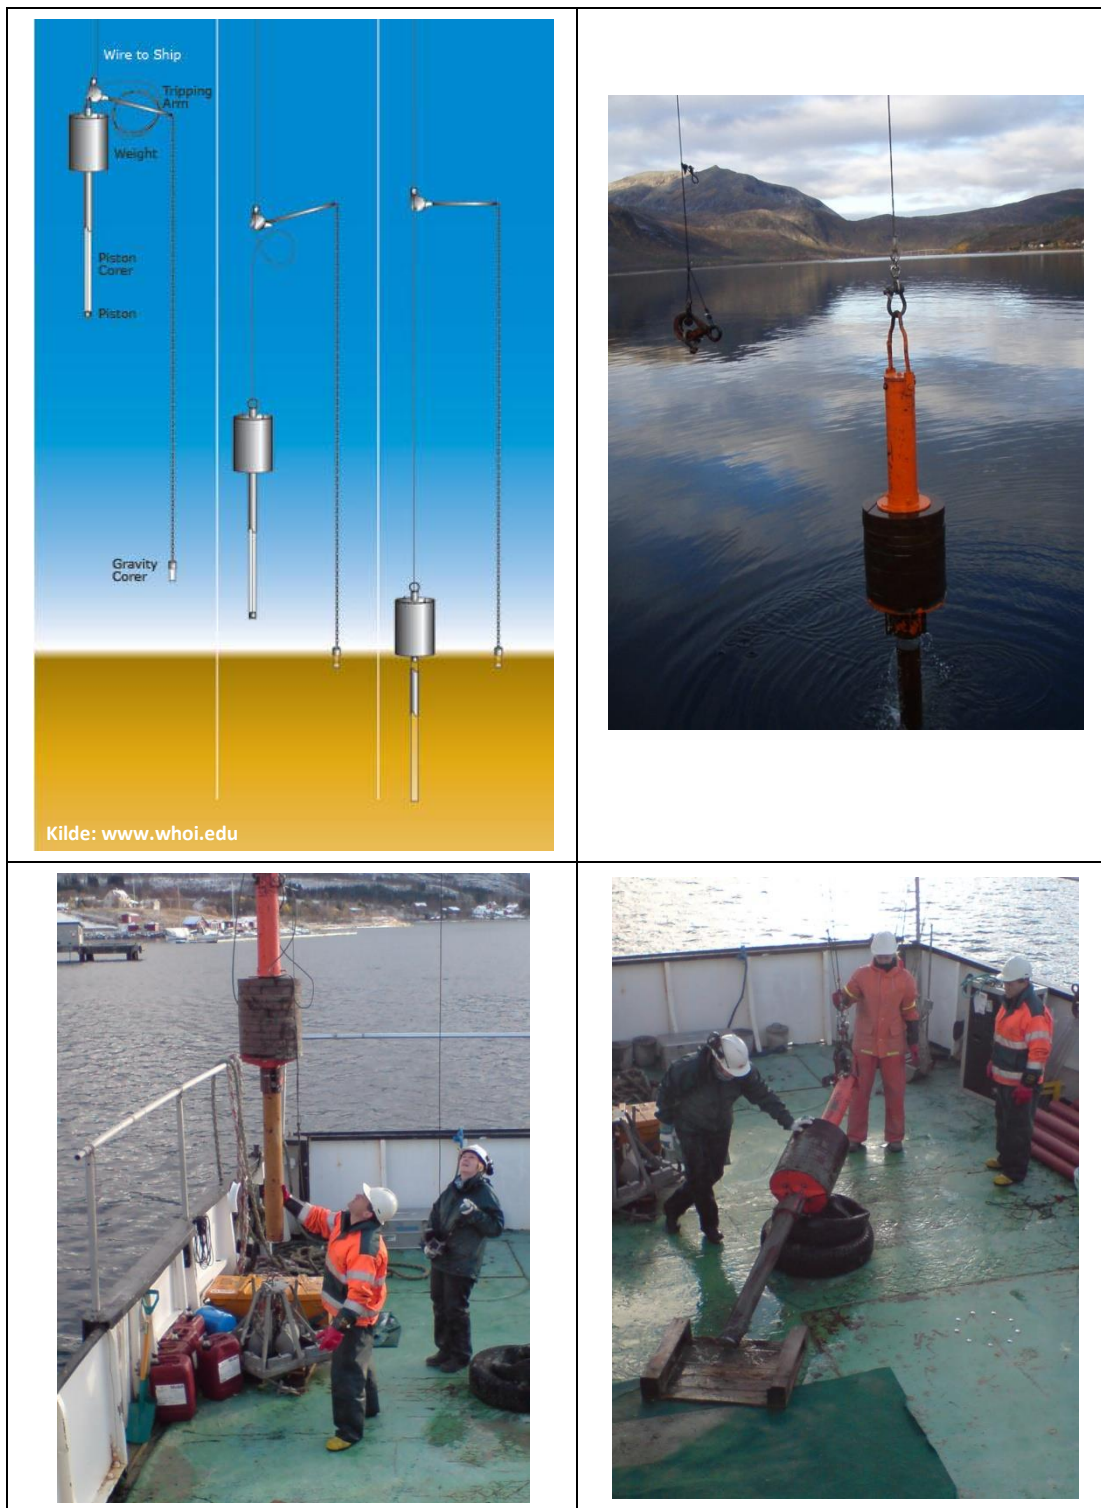 Wire to Ship
Tripping
Arm
Weight
Piston
Corer
Piston
Gravity
Corer
Kilde: www.whoi.edu